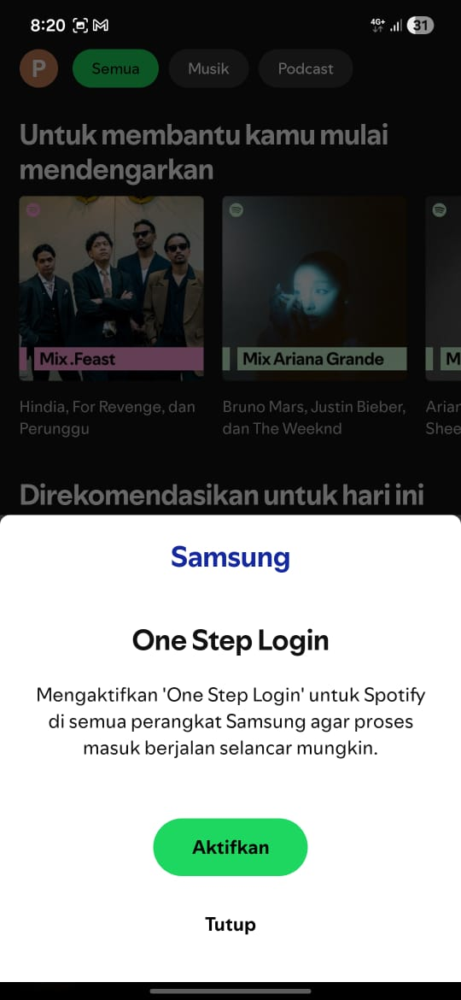 8:20
4G+
31
P
Semua
Musik
Podcast
Untuk membantu kamu mulai
mendengarkan
Mix .Feast
Mix Ariana Grande
M
Hindia, For Revenge, dan
Perunggu
Bruno Mars, Justin Bieber,
dan The Weeknd
Arian
Shee
Direkomendasikan untuk hari ini
Samsung
One Step Login
Mengaktifkan 'One Step Login' untuk Spotify
di semua perangkat Samsung agar proses
masuk berjalan selancar mungkin.
Aktifkan
Tutup